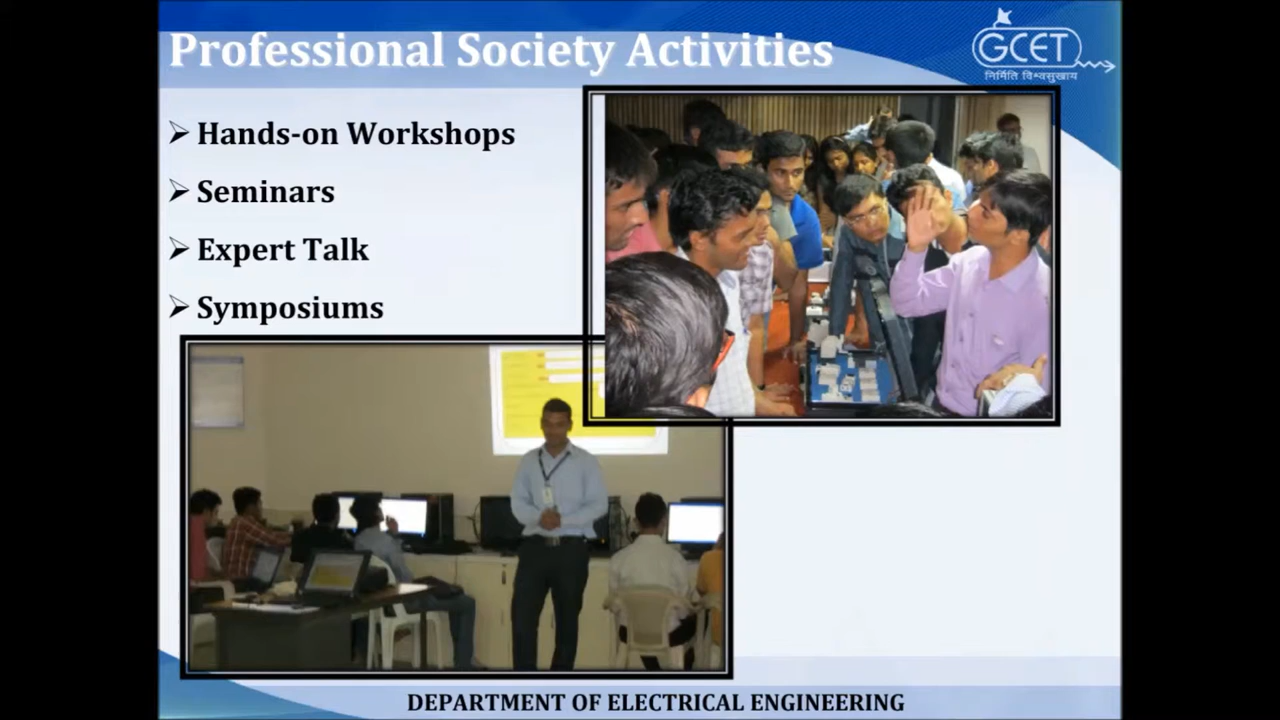 Professional Society Activities
GCET
निर्मिति विश्वसुखाय
Hands-on Workshops
Seminars
Expert Talk
Symposiums
DEPARTMENT OF ELECTRICAL ENGINEERING